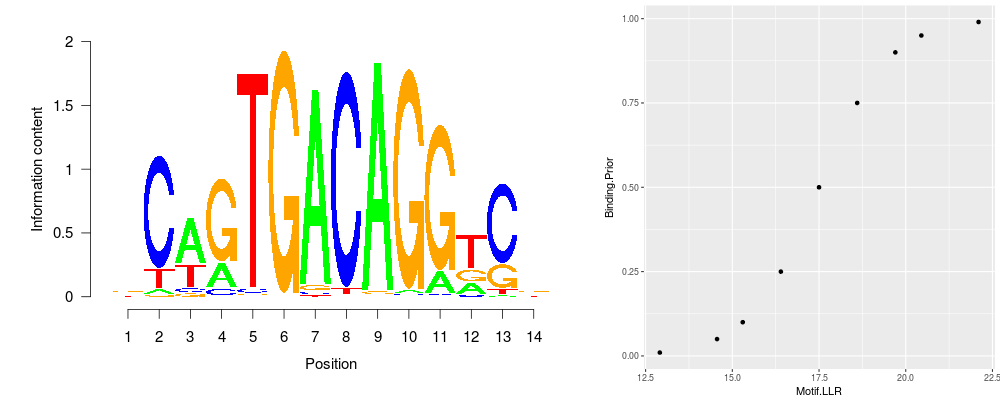 2
1.5
1
0.5
0
Information content
C A G T G A C A G G T C
T T A A G G
A
1 2 3 4 5 6 7 8 9 10 11 12 13 14
Position
1.00
0.75
0.50
0.25
0.00
Binding.Prior
12.5 15.0 17.5 20.0 22.5
Motif.LLR